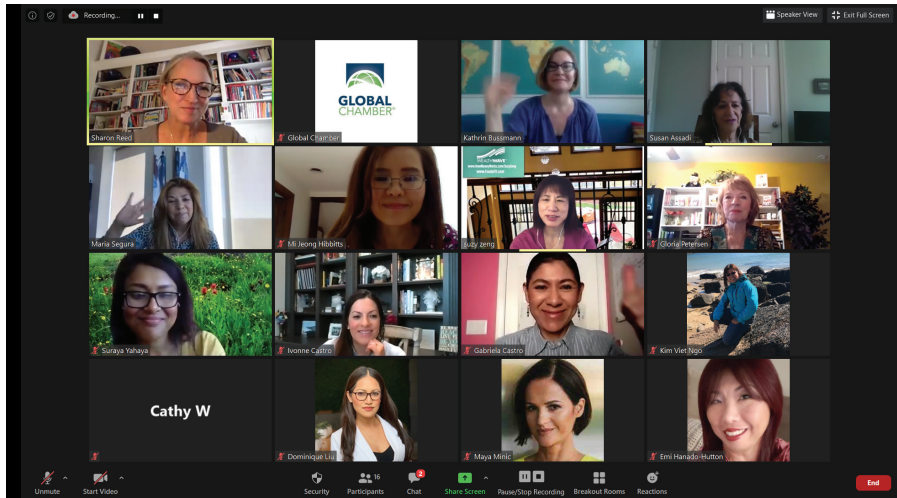 Recording...
Speaker View
Exit Full Screen
Sharon Reed
GLOBAL
CHAMBER®
Global Chamber
Kathrin Bussmann
Susan Assadi
Maria Segura
Mi Jeong Hibbitts
WEALTHWAVE
suzy zeng
Gloria Petersen
Suraya Yahaya
Ivonne Castro
Gabriela Castro
Kim Viet Ngo
Cathy W
Dominique Liu
Maya Minic
Emi Hanado-Hutton
Unmute
Start Video
Security
16
Participants
2
Chat
Share Screen
Pause/Stop Recording
Breakout Rooms
Reactions
End